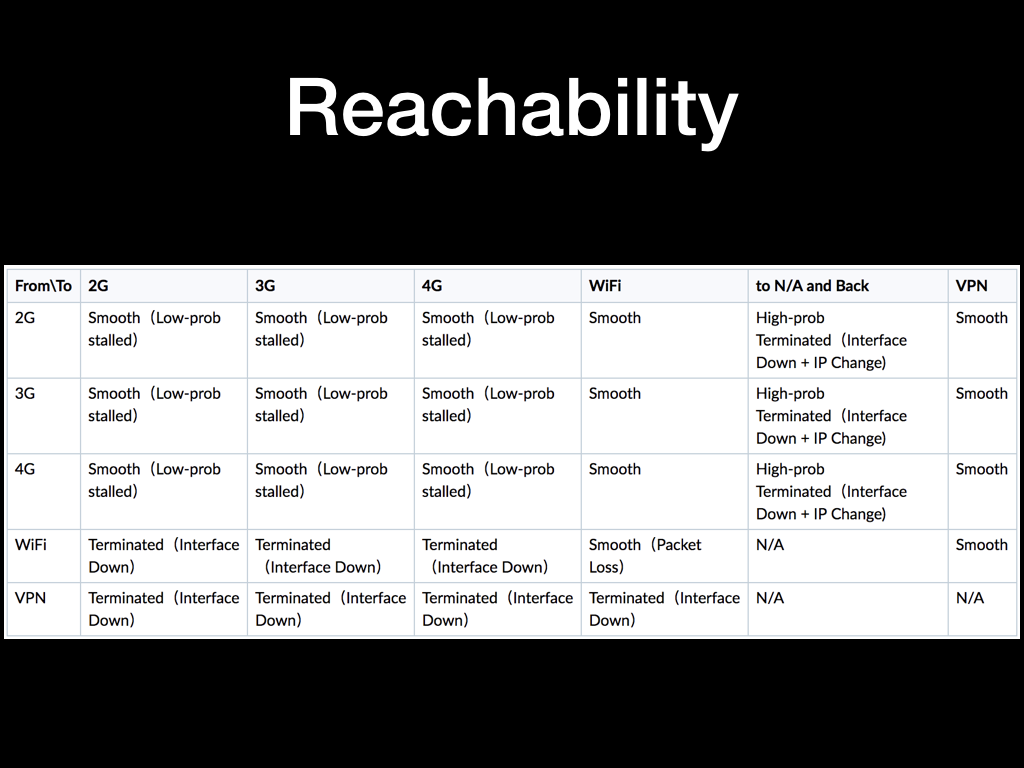 Reachability
From\To 2G 3G 4G WiFi to N/A and Back VPN
2G Smooth（Low-prob stalled） Smooth（Low-prob stalled） Smooth（Low-prob stalled） Smooth High-prob Terminated（Interface Down + IP Change） Smooth
3G Smooth（Low-prob stalled） Smooth（Low-prob stalled） Smooth（Low-prob stalled） Smooth High-prob Terminated（Interface Down + IP Change） Smooth
4G Smooth（Low-prob stalled） Smooth（Low-prob stalled） Smooth（Low-prob stalled） Smooth High-prob Terminated（Interface Down + IP Change） Smooth
WiFi Terminated（Interface Down） Terminated（Interface Down） Terminated（Interface Down） Smooth（Packet Loss） N/A Smooth
VPN Terminated（Interface Down） Terminated（Interface Down） Terminated（Interface Down） Terminated（Interface Down） N/A N/A